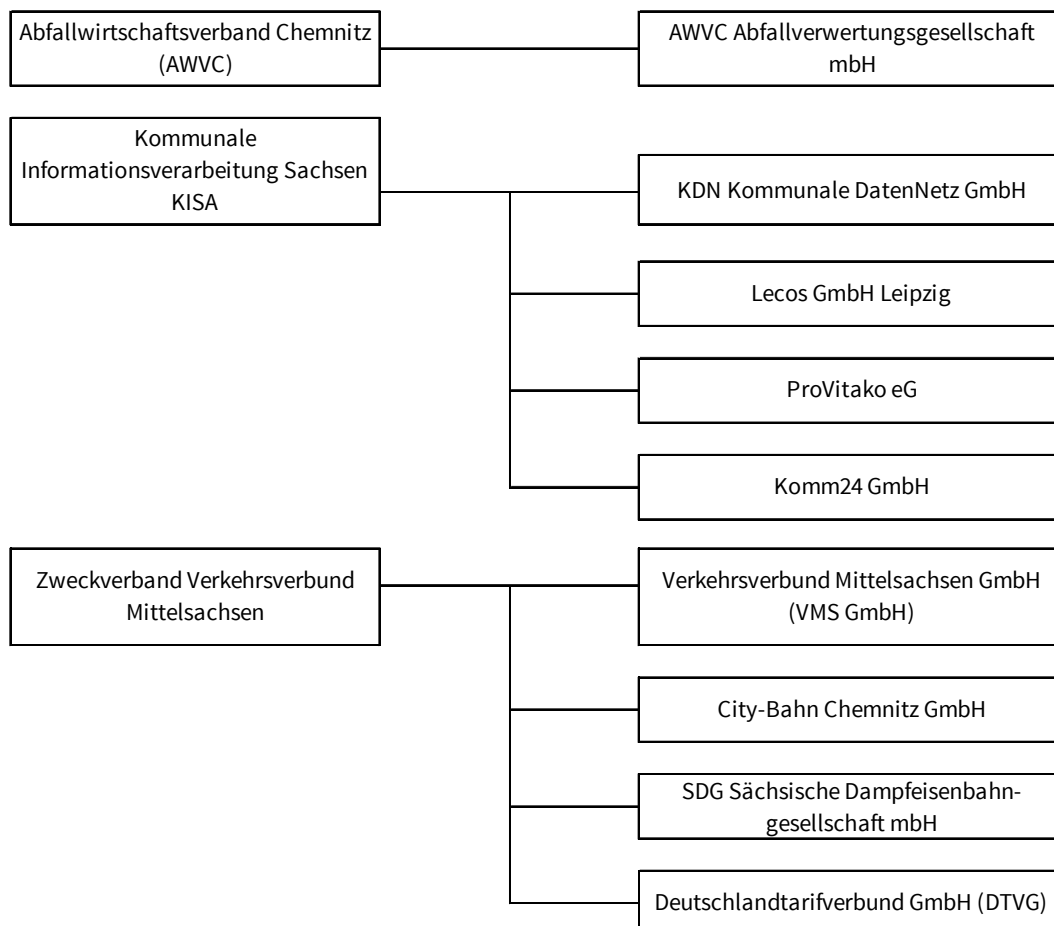 Abfallwirtschaftsverband Chemnitz
(AWVC)
AWVC Abfallverwertungsgesellschaft
mbH
Kommunale
Informationsverarbeitung Sachsen
KISA
KDN Kommunale DatenNetz GmbH
Lecos GmbH Leipzig
ProVitako eG
Komm24 GmbH
Zweckverband Verkehrsverbund
Mittelsachsen
Verkehrsverbund Mittelsachsen GmbH
(VMS GmbH)
City-Bahn Chemnitz GmbH
SDG Sächsische Dampfeisenbahn-
gesellschaft mbH
Deutschlandtarifverbund GmbH (DTVG)